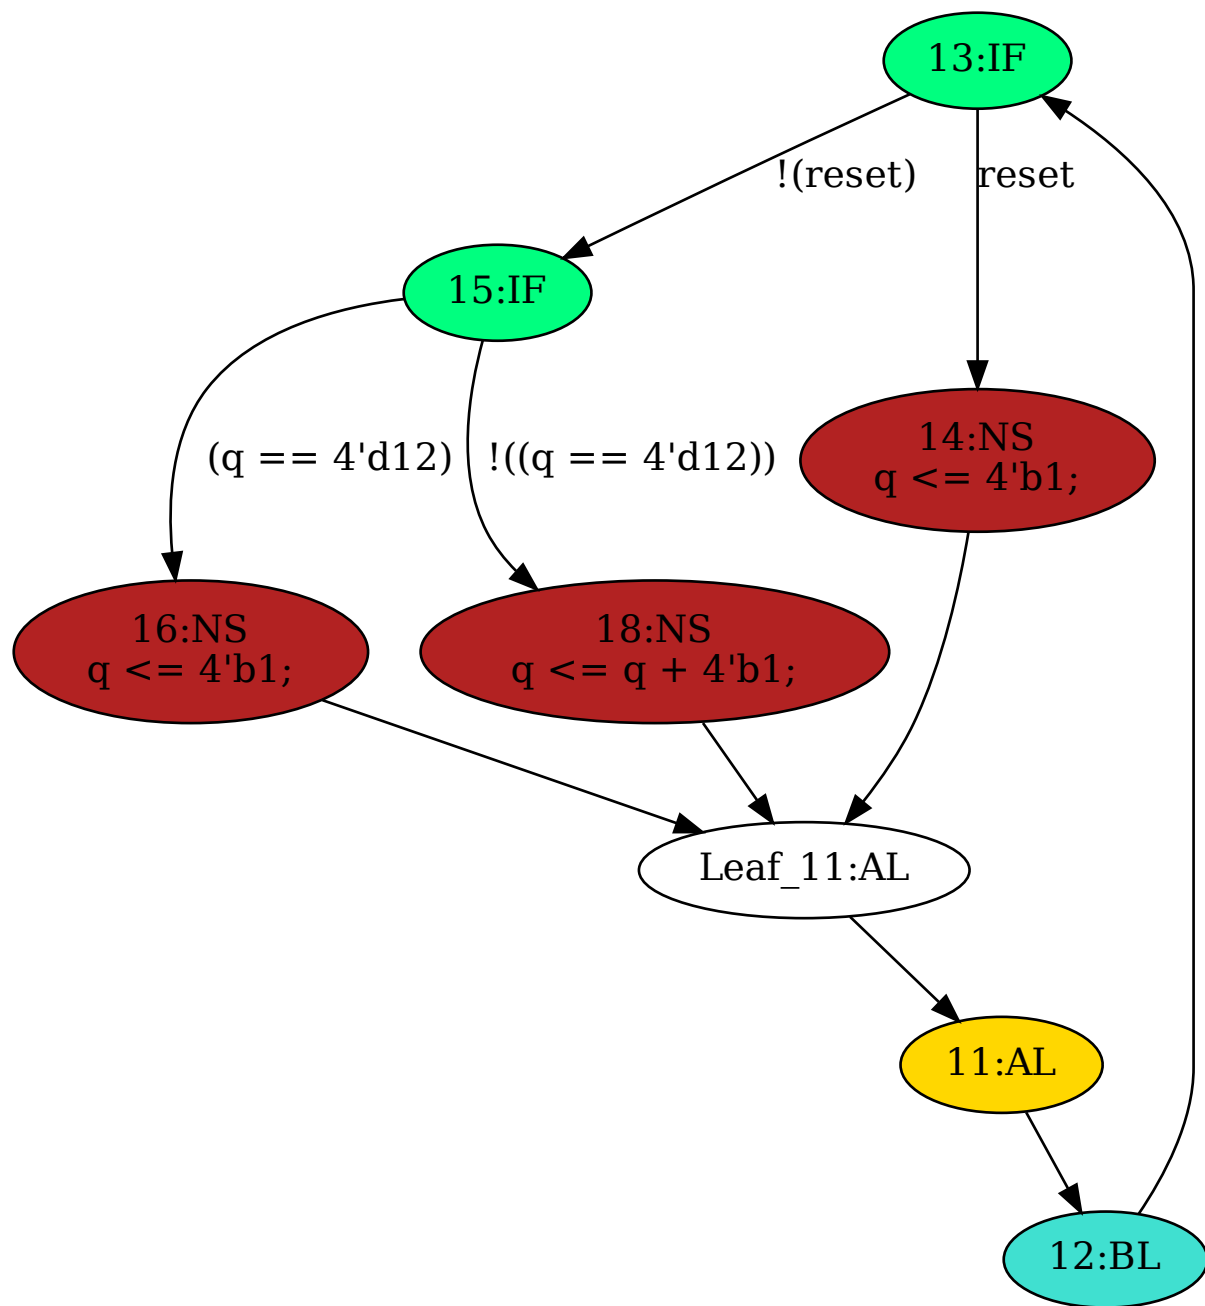 13:IF
!(reset)
reset
15:IF
14:NS
q <= 4'b1;
(q == 4'd12)
!((q == 4'd12))
16:NS
q <= 4'b1;
18:NS
q <= q + 4'b1;
Leaf_11:AL
11:AL
12:BL